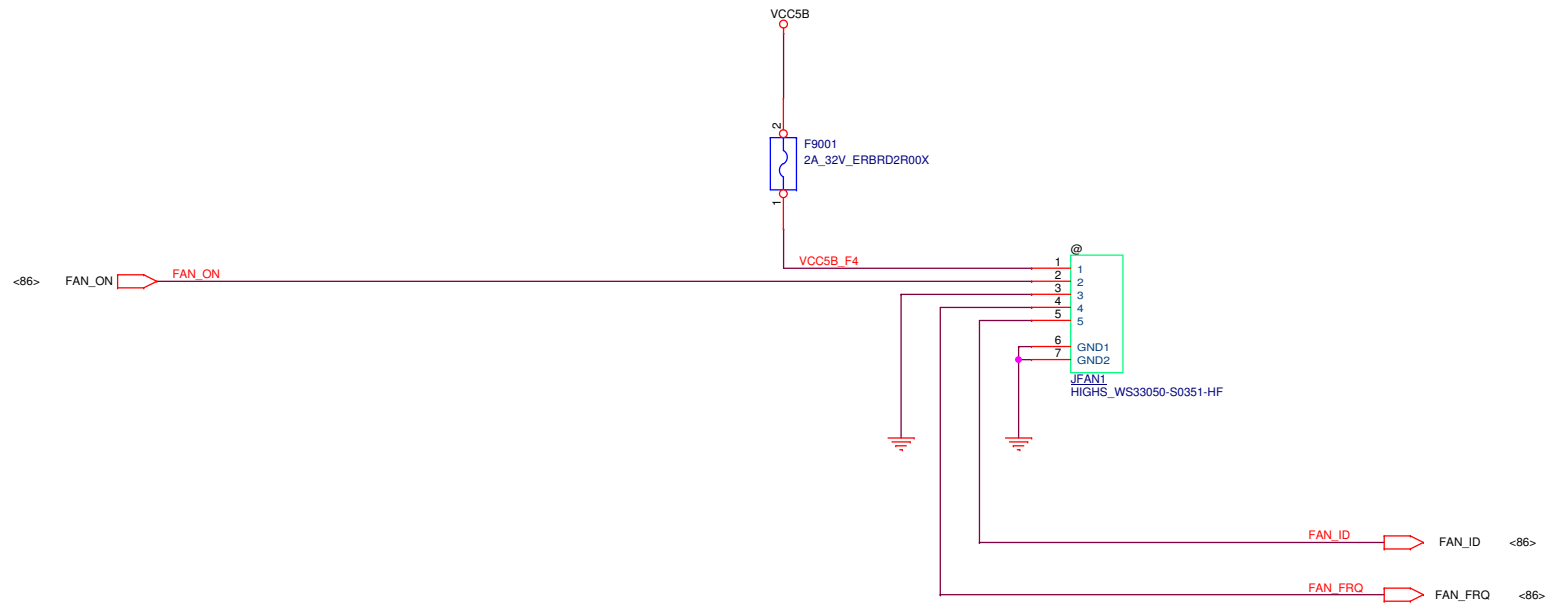 VCC5B
2
F9001
2A_32V_ERBRD2R00X
1
@
VCC5B_F4
1 1
<86> FAN_ON FAN_ON
2 2
3 3
4 4
5 5
6 GND1
7 GND2
JFAN1
HIGHS_WS33050-S0351-HF
FAN_ID FAN_ID <86>
FAN_FRQ FAN_FRQ <86>